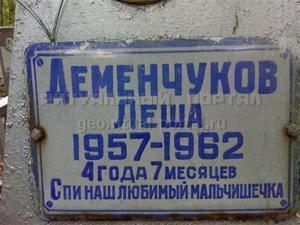 ДЕМЕНЧУКОВ
ЛЕША
1957-1962
4 ГОДА 7 МЕСЯЦЕВ
СПИ НАШ ЛЮБИМЫЙ МАЛЬЧИШЕЧКА